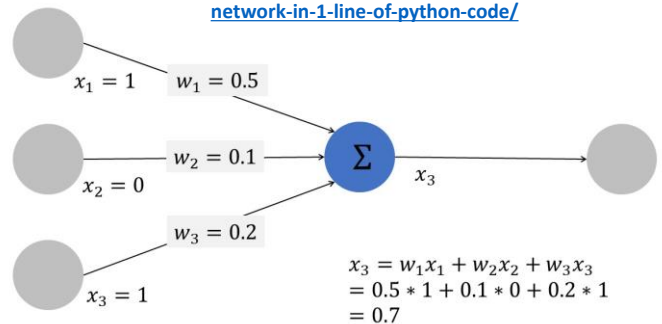 network-in-1-line-of-python-code/
x₁ = 1
w₁ = 0.5
x₂ = 0
w₂ = 0.1
Σ
x₃
w₃ = 0.2
x₃ = 1
x₃ = w₁x₁ + w₂x₂ + w₃x₃
= 0.5 * 1 + 0.1 * 0 + 0.2 * 1
= 0.7